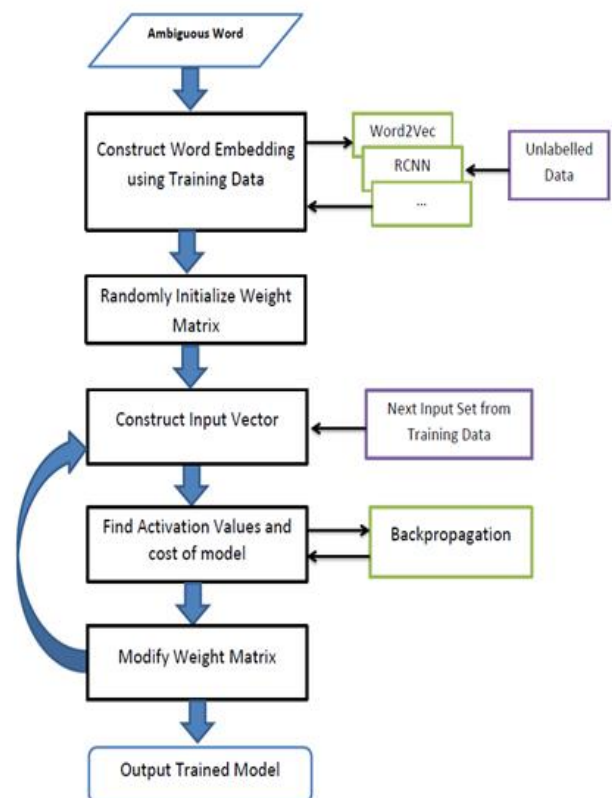 Ambiguous Word
Construct Word Embedding
using Training Data
Word2Vec
RCNN
...
Unlabelled
Data
Randomly Initialize Weight
Matrix
Construct Input Vector
Next Input Set from
Training Data
Find Activation Values and
cost of model
Backpropagation
Modify Weight Matrix
Output Trained Model